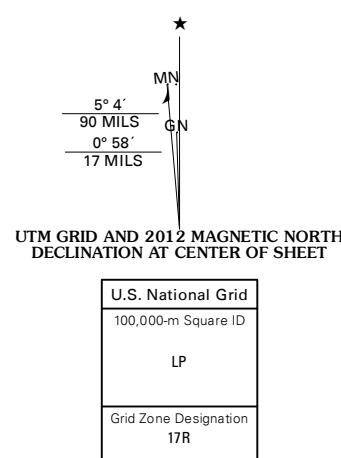 ★
MN
5° 4´
90 MILS
GN
0° 58´
17 MILS
UTM GRID AND 2012 MAGNETIC NORTH
DECLINATION AT CENTER OF SHEET
U.S. National Grid
100,000-m Square ID
LP
Grid Zone Designation
17R